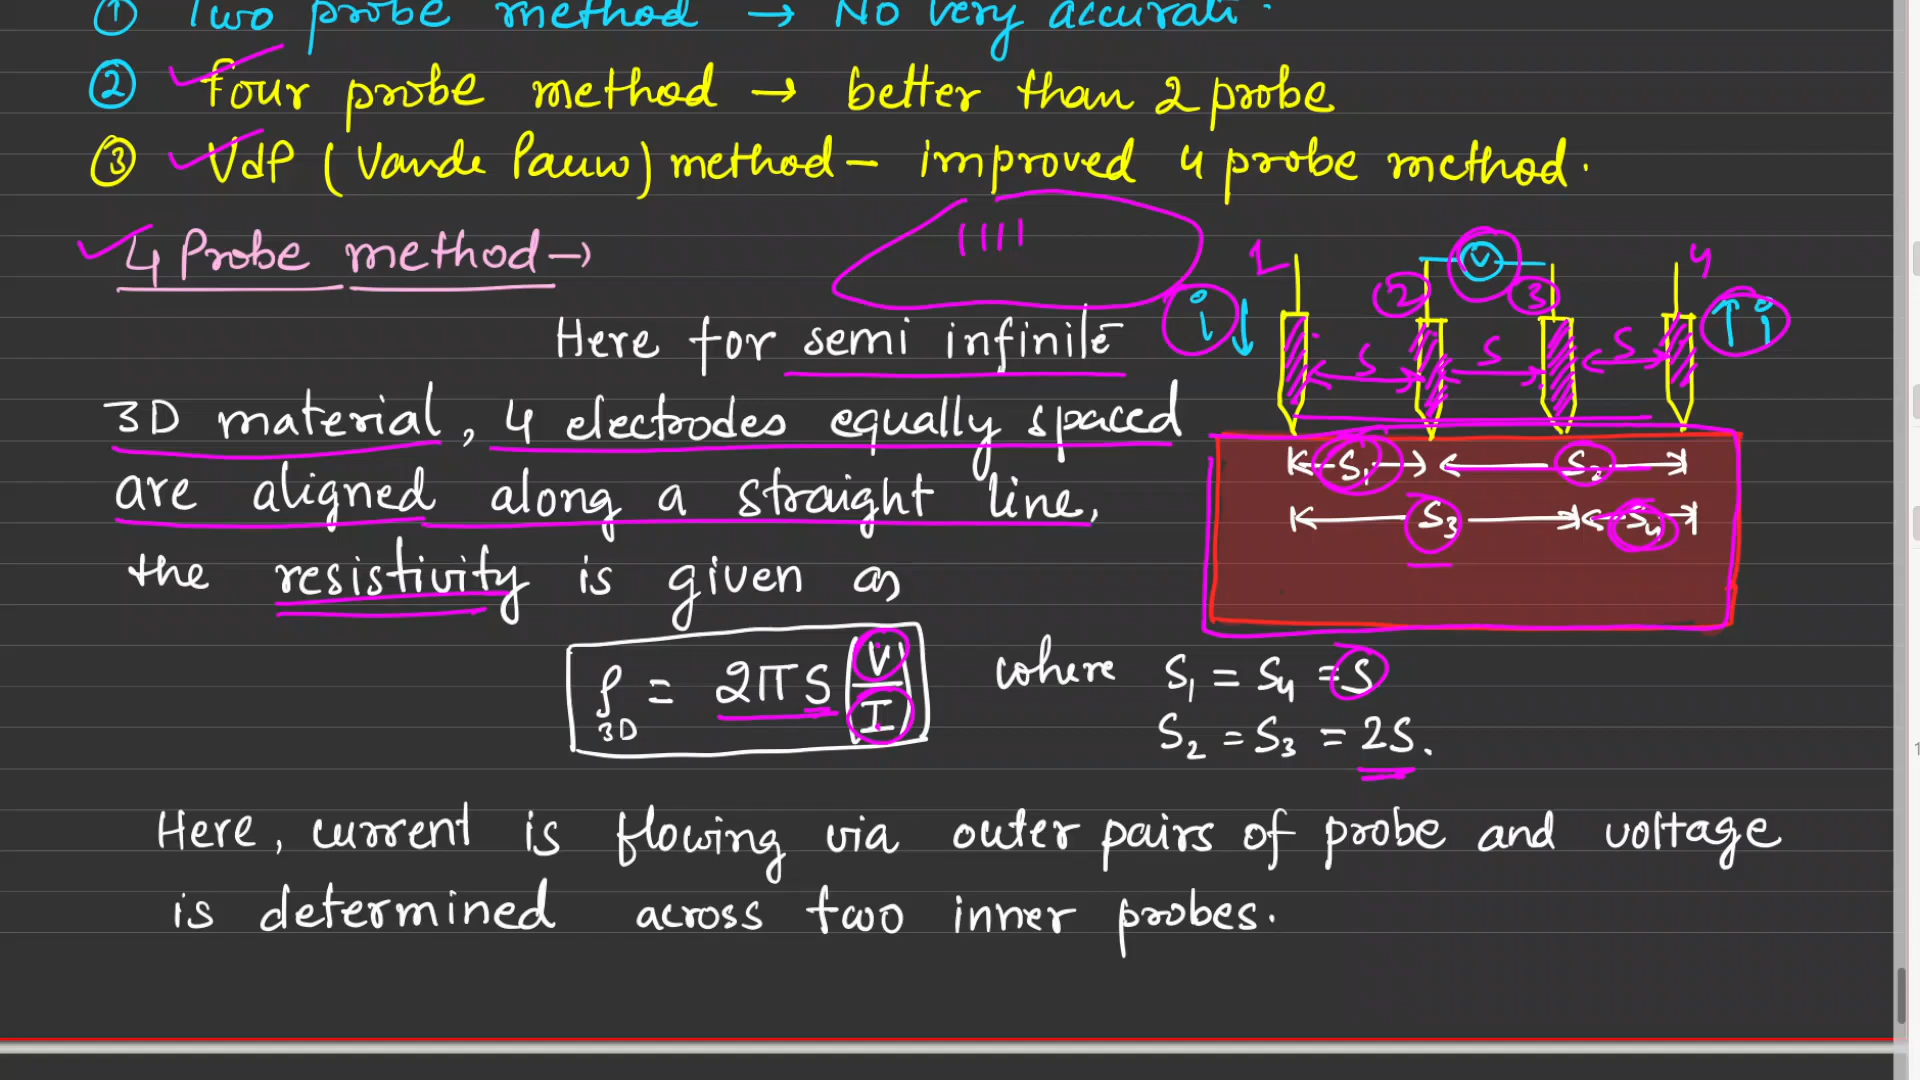 ① Two probe method → No very accurati.
② Four probe method → better than 2 probe
③ VdP (Vande Pauw) method – improved 4 probe method.
4 Probe method →
1 2 V 3 4
i ↓ S S S ↑ i
Here for semi infinite
3D material, 4 electrodes equally spaced
S₁ S₂
are aligned along a straight line,
S₃ S₄
the resistivity is given as
ρ3D = 2πS (V/I) where S₁ = S₄ = S
S₂ = S₃ = 2S.
Here, current is flowing via outer pairs of probe and voltage
is determined across two inner probes.